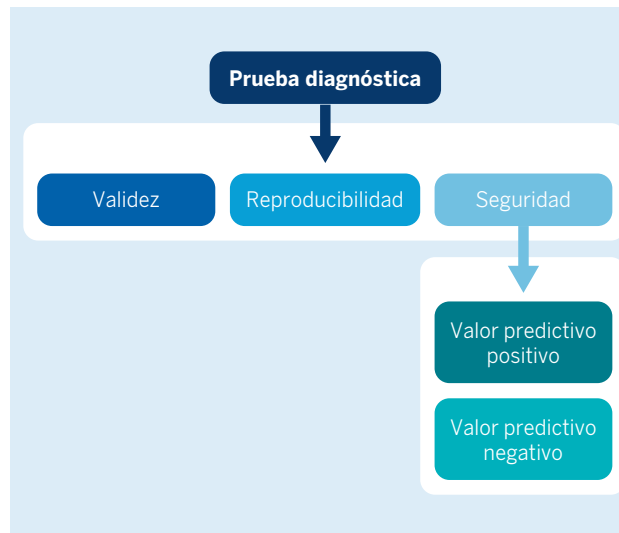 Prueba diagnóstica
Validez
Reproducibilidad
Seguridad
Valor predictivo
positivo
Valor predictivo
negativo